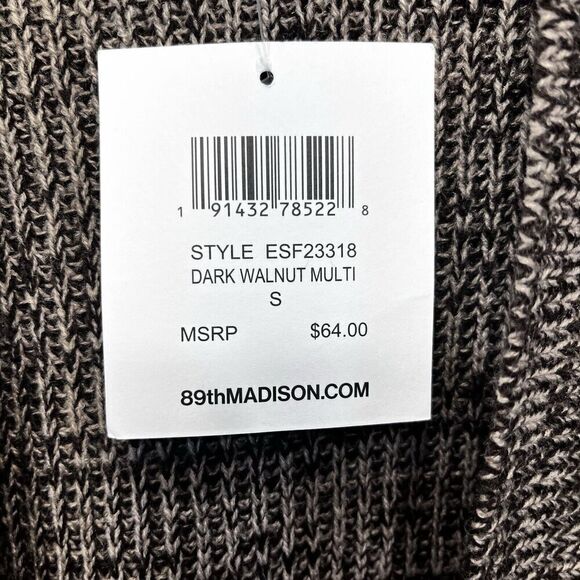 1 91432 78522 8
STYLE ESF23318
DARK WALNUT MULTI
S
MSRP $64.00
89thMADISON.COM